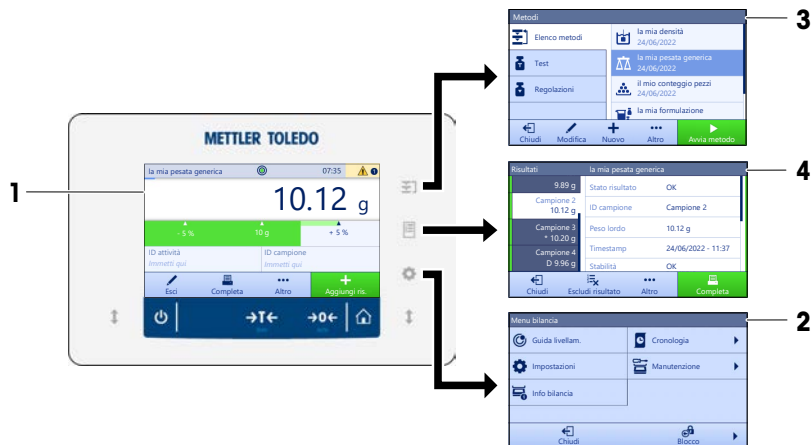 METTLER TOLEDO
1
la mia pesata generica
07:35
10.12 g
- 5 %
10 g
+ 5 %
ID attività
Immetti qui
ID campione
Immetti qui
Esci
Completa
Altro
Aggiungi ris.
→T←
→0←
3
Metodi
Elenco metodi
Test
Regolazioni
la mia densità
24/06/2022
la mia pesata generica
24/06/2022
il mio conteggio pezzi
24/06/2022
la mia formulazione
Chiudi
Modifica
Nuovo
Altro
Avvia metodo
4
Risultati
la mia pesata generica
9.89 g
Campione 2
10.12 g
Campione 3
* 10.20 g
Campione 4
D 9.96 g
Stato risultato
OK
ID campione
Campione 2
Peso lordo
10.12 g
Timestamp
24/06/2022 - 11:37
Stabilità
OK
Chiudi
Escludi risultato
Altro
Completa
2
Menu bilancia
Guida livellam.
Cronologia
Impostazioni
Manutenzione
Info bilancia
Chiudi
Blocco